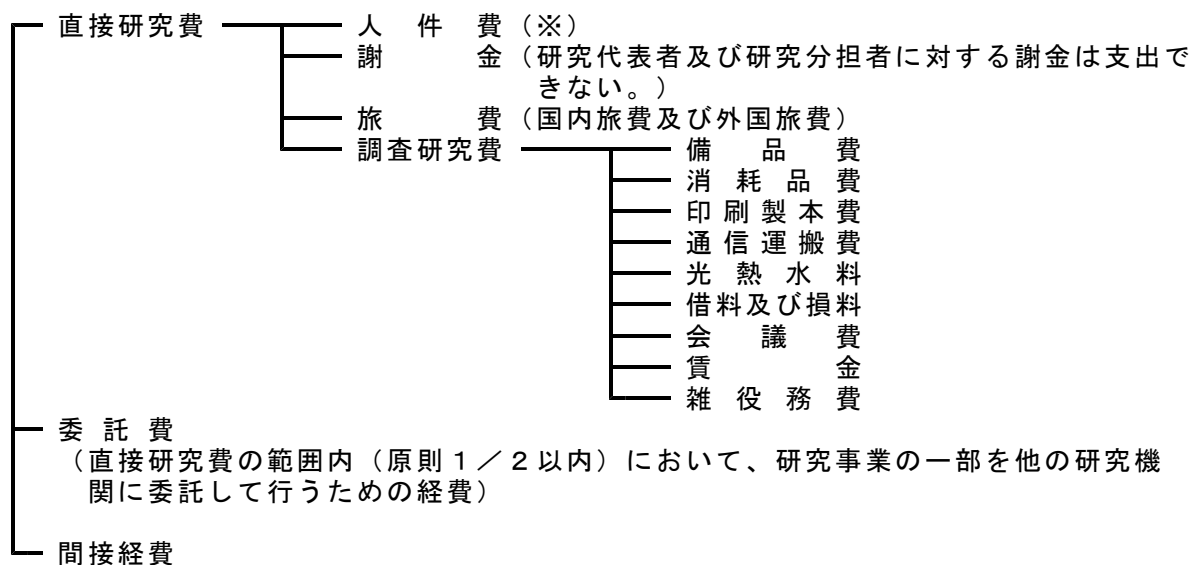 直接研究費 人件費(※)
謝金(研究代表者及び研究分担者に対する謝金は支出で
きない。)
旅費(国内旅費及び外国旅費)
調査研究費 備品費
消耗品費
印刷製本費
通信運搬費
光熱水料
借料及び損料
会議費
賃金
雑役務費
委託費
(直接研究費の範囲内(原則1/2以内)において、研究事業の一部を他の研究機
関に委託して行うための経費)
間接経費